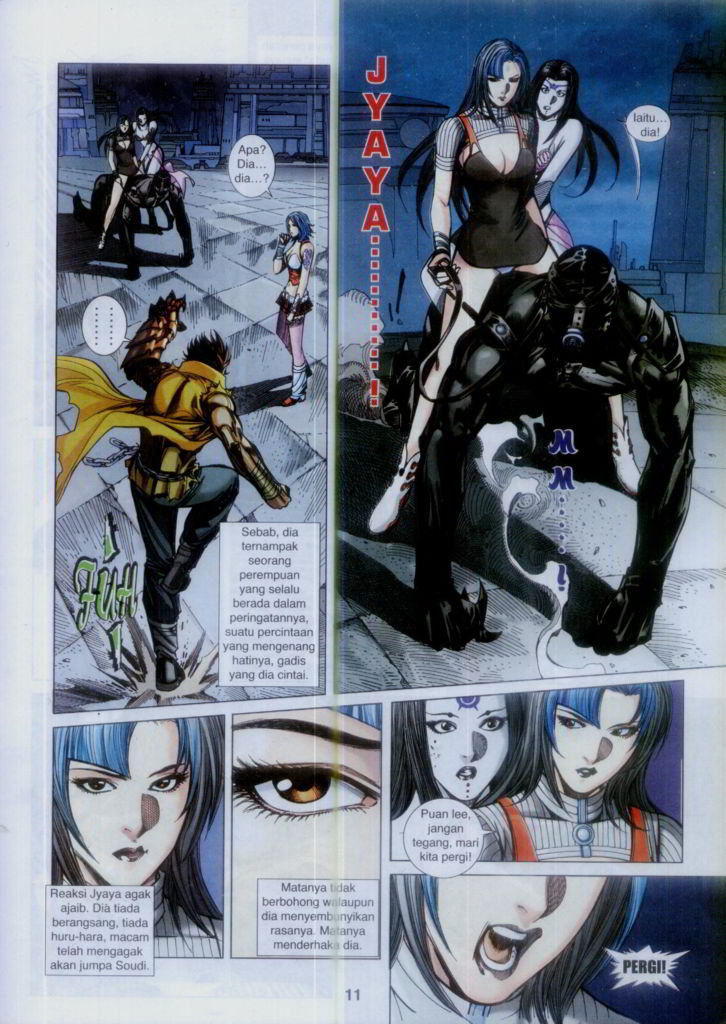 Apa?
Dia...
dia...?
........
........
Sebab, dia
ternampak
seorang
perempuan
yang selalu
berada dalam
peringatannya,
suatu percintaan
yang mengenang
hatinya, gadis
yang dia cintai.
FUH!
JYAYA............!
Iaitu...
dia!
MM.....!
Reaksi Jyaya agak
ajaib. Dia tiada
berangsang, tiada
huru-hara, macam
telah mengagak
akan jumpa Soudi.
Matanya tidak
berbohong walaupun
dia menyembunyikan
rasanya. Matanya
menderhaka dia.
Puan lee,
jangan
tegang, mari
kita pergi!
PERGI!
11